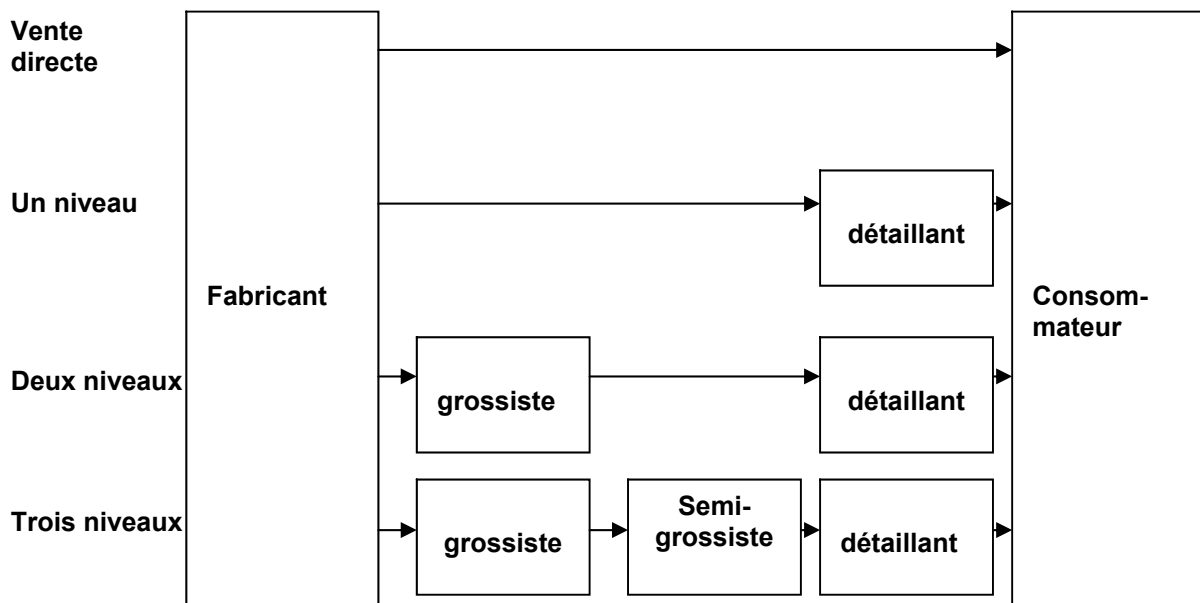 Vente
directe
Un niveau
détaillant
Fabricant
Consom-
mateur
Deux niveaux
grossiste
détaillant
Trois niveaux
grossiste
Semi-
grossiste
détaillant